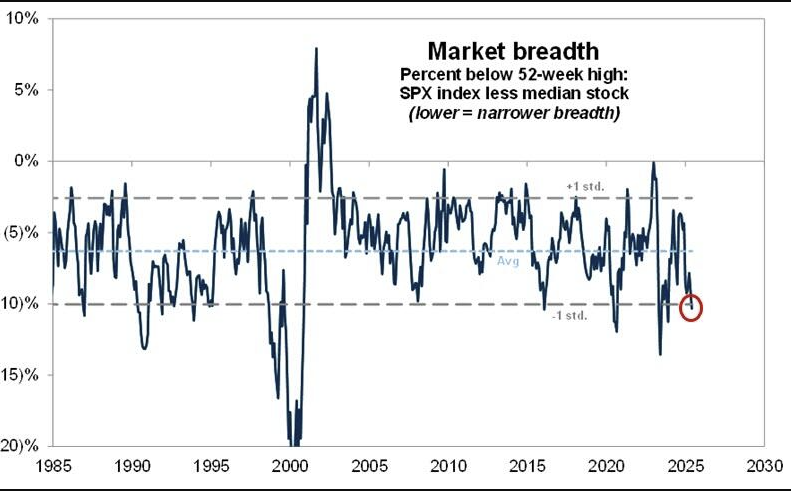 10%
Market breadth
Percent below 52-week high:
SPX index less median stock
(lower = narrower breadth)
5%
0%
+1 std.
(5)%
Avg
10)%
-1 std.
15)%
20)%
1985 1990 1995 2000 2005 2010 2015 2020 2025 2030